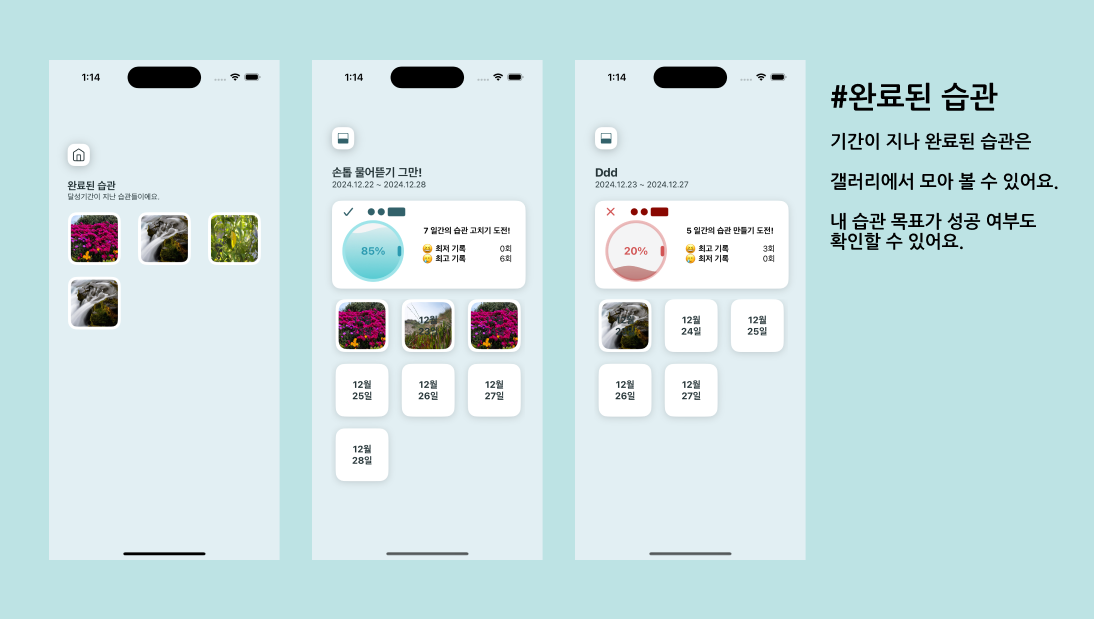 1:14
완료된 습관
달성기간이 지난 습관들이에요.
1:14
손톱 물어뜯기 그만!
2024.12.22 ~ 2024.12.28
85%
7 일간의 습관 고치기 도전!
최저 기록 0회
최고 기록 6회
12월
12월
25일
12월
26일
12월
27일
12월
28일
1:14
Ddd
2024.12.23 ~ 2024.12.27
20%
5 일간의 습관 만들기 도전!
최고 기록 3회
최저 기록 0회
12월
24일
12월
25일
12월
26일
12월
27일
#완료된 습관
기간이 지나 완료된 습관은
갤러리에서 모아 볼 수 있어요.
내 습관 목표가 성공 여부도
확인할 수 있어요.